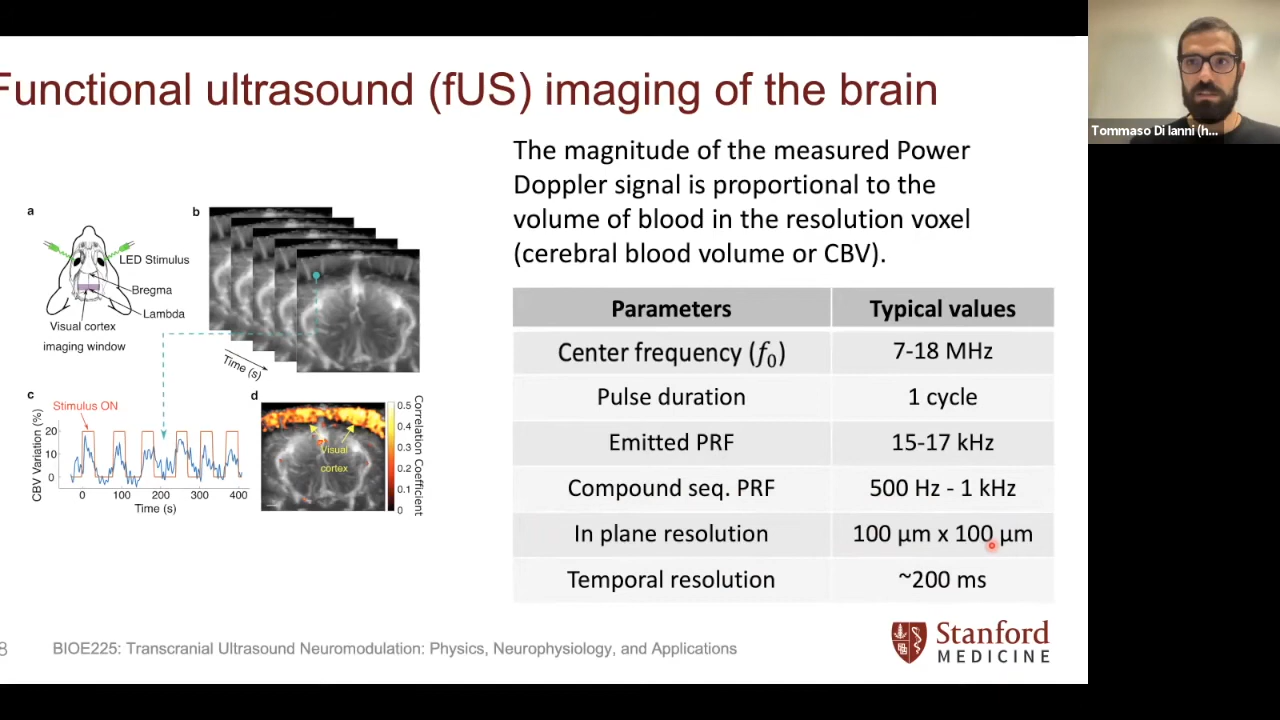 Functional ultrasound (fUS) imaging of the brain
Tommaso Di Ianni (h...
The magnitude of the measured Power
Doppler signal is proportional to the
volume of blood in the resolution voxel
(cerebral blood volume or CBV).
a
LED Stimulus
Bregma
Lambda
Visual cortex
imaging window
b
Time (s)
c
Stimulus ON
CBV Variation (%)
20
10
0
0 100 200 300 400
Time (s)
d
Visual
cortex
0.5
0.4
0.3
0.2
0.1
0
Correlation Coefficient
Parameters Typical values
Center frequency (f0) 7-18 MHz
Pulse duration 1 cycle
Emitted PRF 15-17 kHz
Compound seq. PRF 500 Hz - 1 kHz
In plane resolution 100 µm x 100 µm
Temporal resolution ~200 ms
8 BIOE225: Transcranial Ultrasound Neuromodulation: Physics, Neurophysiology, and Applications
Stanford
MEDICINE